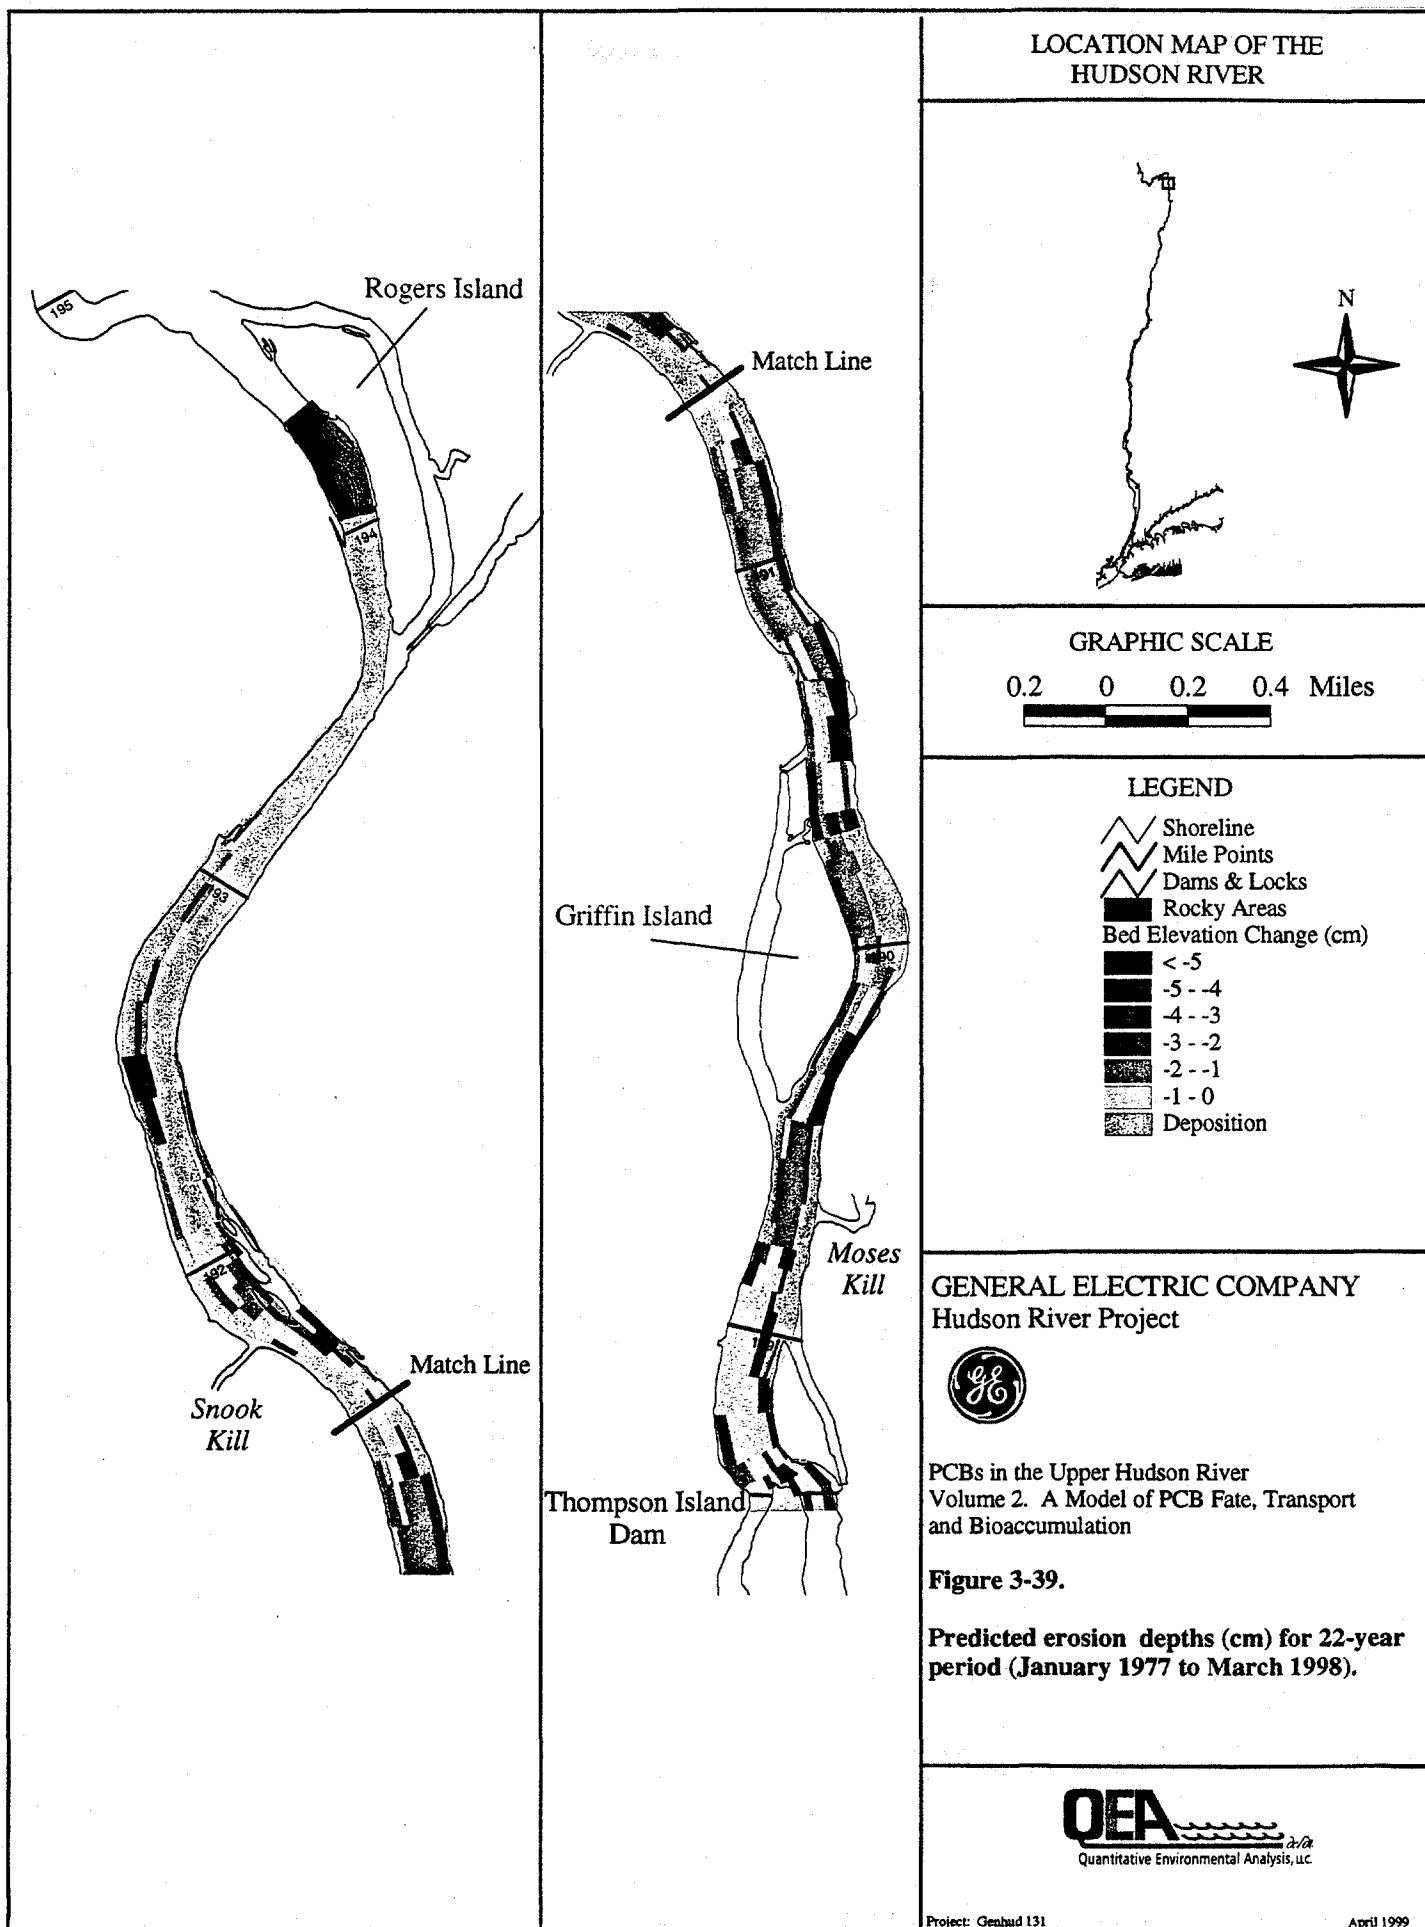 LOCATION MAP OF THE
HUDSON RIVER
195
Rogers Island
194
193
192
Snook
Kill
Match Line
Match Line
Griffin Island
Moses
Kill
Thompson Island
Dam
N
GRAPHIC SCALE
0.2 0 0.2 0.4 Miles
LEGEND
Shoreline
Mile Points
Dams & Locks
Rocky Areas
Bed Elevation Change (cm)
< -5
-5 - -4
-4 - -3
-3 - -2
-2 - -1
-1 - 0
Deposition
GENERAL ELECTRIC COMPANY
Hudson River Project
GE
PCBs in the Upper Hudson River
Volume 2. A Model of PCB Fate, Transport
and Bioaccumulation
Figure 3-39.
Predicted erosion depths (cm) for 22-year
period (January 1977 to March 1998).
QEA
Quantitative Environmental Analysis, LLC
Project: Genhud 131
April 1999